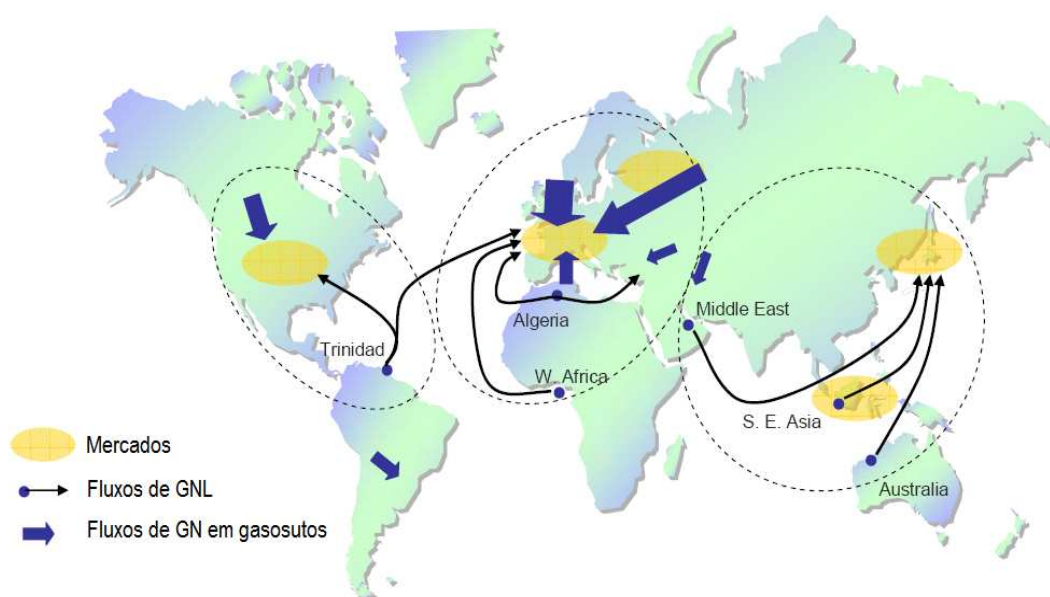 Middle East
Algeria
Trinidad
W. Africa
S. E. Asia
Australia
Mercados
Fluxos de GNL
Fluxos de GN em gasosutos